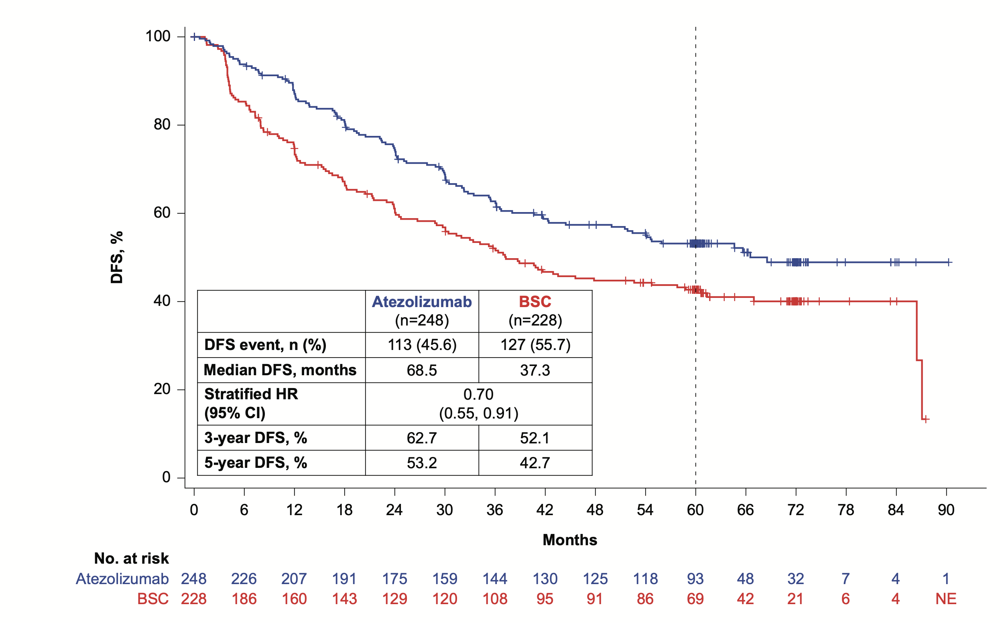 100
80
60
40
20
0
DFS, %
Atezolizumab BSC
(n=248) (n=228)
DFS event, n (%) 113 (45.6) 127 (55.7)
Median DFS, months 68.5 37.3
Stratified HR 0.70
(95% CI) (0.55, 0.91)
3-year DFS, % 62.7 52.1
5-year DFS, % 53.2 42.7
0 6 12 18 24 30 36 42 48 54 60 66 72 78 84 90
Months
No. at risk
Atezolizumab 248 226 207 191 175 159 144 130 125 118 93 48 32 7 4 1
BSC 228 186 160 143 129 120 108 95 91 86 69 42 21 6 4 NE